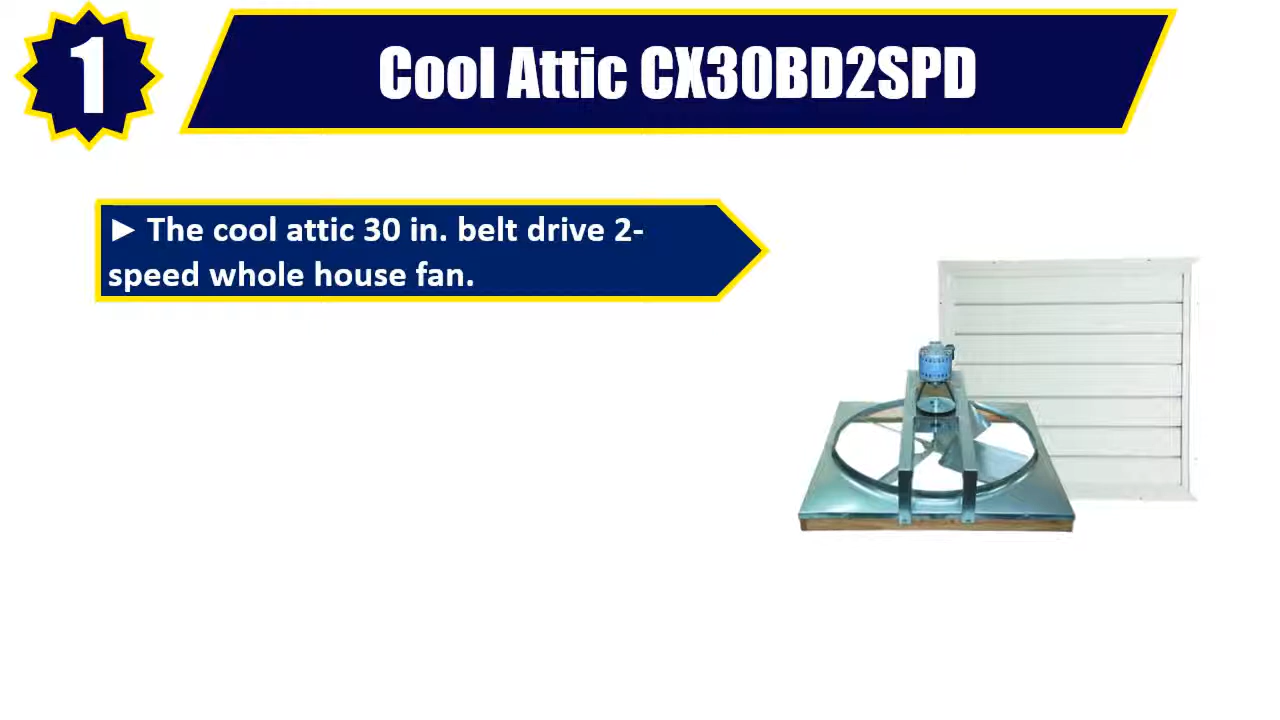 1
Cool Attic CX30BD2SPD
► The cool attic 30 in. belt drive 2-
speed whole house fan.